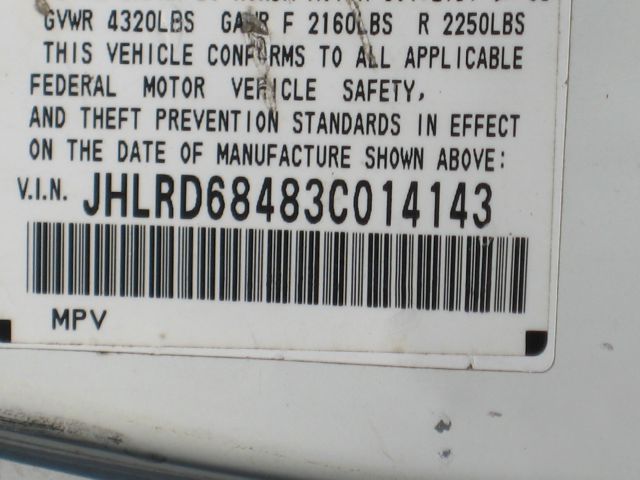 GVWR 4320LBS GAWR F 2160LBS R 2250LBS
THIS VEHICLE CONFORMS TO ALL APPLICABLE
FEDERAL MOTOR VEHICLE SAFETY,
AND THEFT PREVENTION STANDARDS IN EFFECT
ON THE DATE OF MANUFACTURE SHOWN ABOVE:
V.I.N. JHLRD68483C014143
MPV